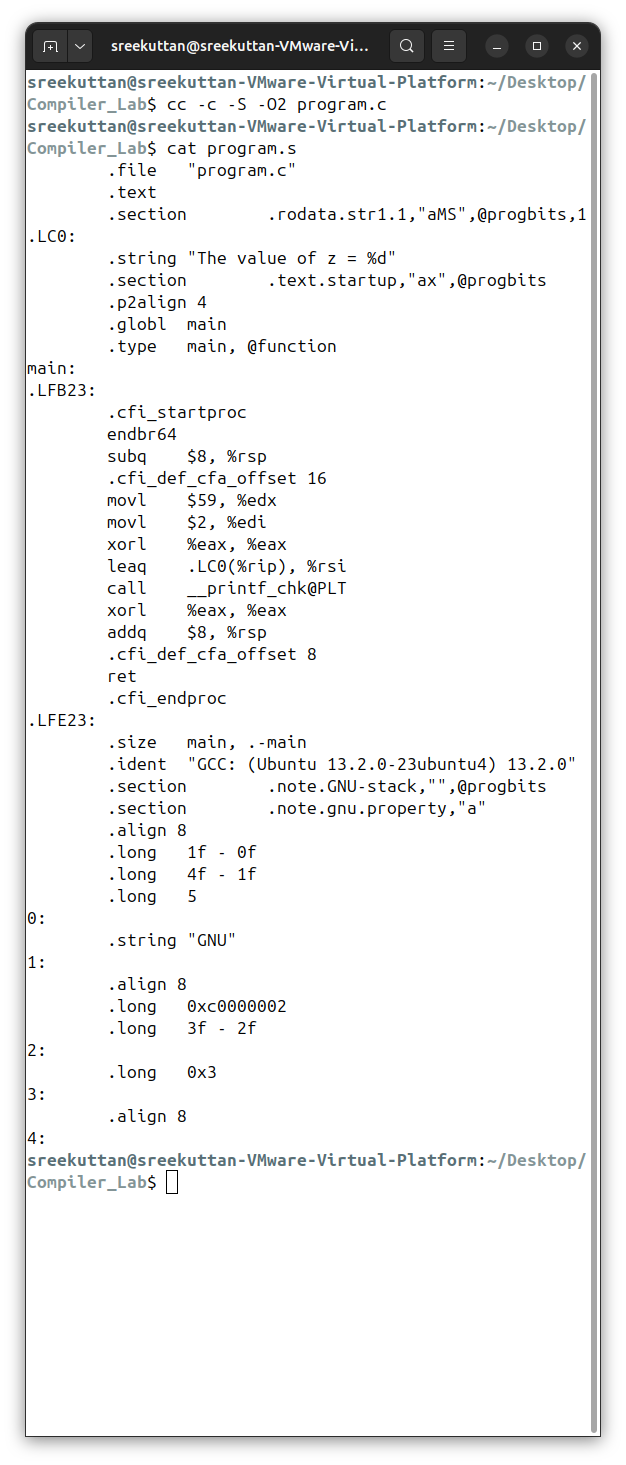 sreekuttan@sreekuttan-VMware-Vi...
sreekuttan@sreekuttan-VMware-Virtual-Platform:~/Desktop/
Compiler_Lab$ cc -c -S -O2 program.c
sreekuttan@sreekuttan-VMware-Virtual-Platform:~/Desktop/
Compiler_Lab$ cat program.s
	.file	"program.c"
	.text
	.section	.rodata.str1.1,"aMS",@progbits,1
.LC0:
	.string	"The value of z = %d"
	.section	.text.startup,"ax",@progbits
	.p2align 4
	.globl	main
	.type	main, @function
main:
.LFB23:
	.cfi_startproc
	endbr64
	subq	$8, %rsp
	.cfi_def_cfa_offset 16
	movl	$59, %edx
	movl	$2, %edi
	xorl	%eax, %eax
	leaq	.LC0(%rip), %rsi
	call	__printf_chk@PLT
	xorl	%eax, %eax
	addq	$8, %rsp
	.cfi_def_cfa_offset 8
	ret
	.cfi_endproc
.LFE23:
	.size	main, .-main
	.ident	"GCC: (Ubuntu 13.2.0-23ubuntu4) 13.2.0"
	.section	.note.GNU-stack,"",@progbits
	.section	.note.gnu.property,"a"
	.align 8
	.long	1f - 0f
	.long	4f - 1f
	.long	5
0:
	.string	"GNU"
1:
	.align 8
	.long	0xc0000002
	.long	3f - 2f
2:
	.long	0x3
3:
	.align 8
4:
sreekuttan@sreekuttan-VMware-Virtual-Platform:~/Desktop/
Compiler_Lab$